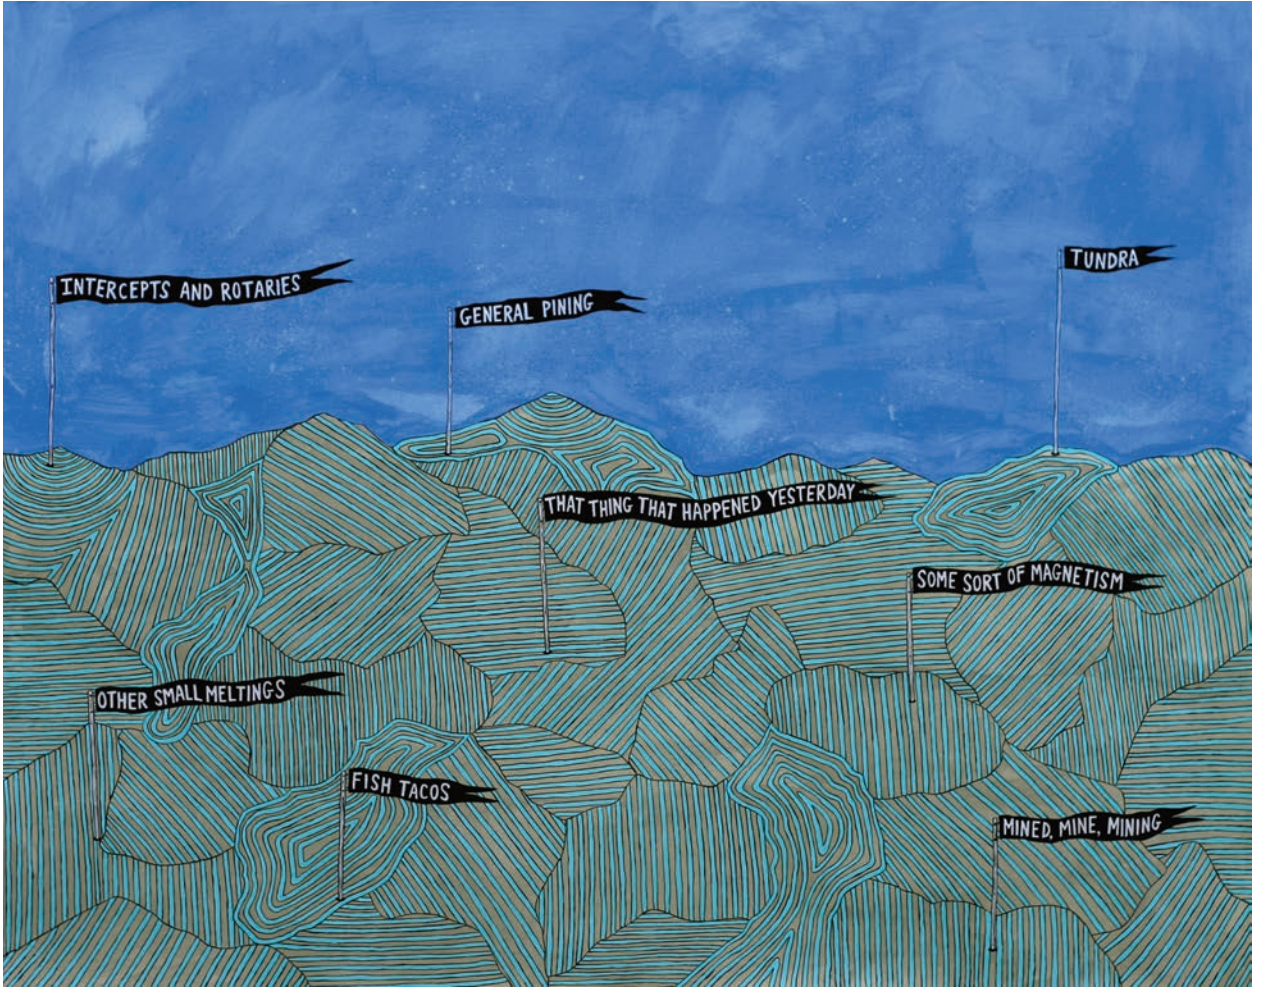 TUNDRA
INTERCEPTS AND ROTARIES
GENERAL PINING
THAT THING THAT HAPPENED YESTERDAY
SOME SORT OF MAGNETISM
OTHER SMALL MELTINGS
FISH TACOS
MINED, MINE, MINING